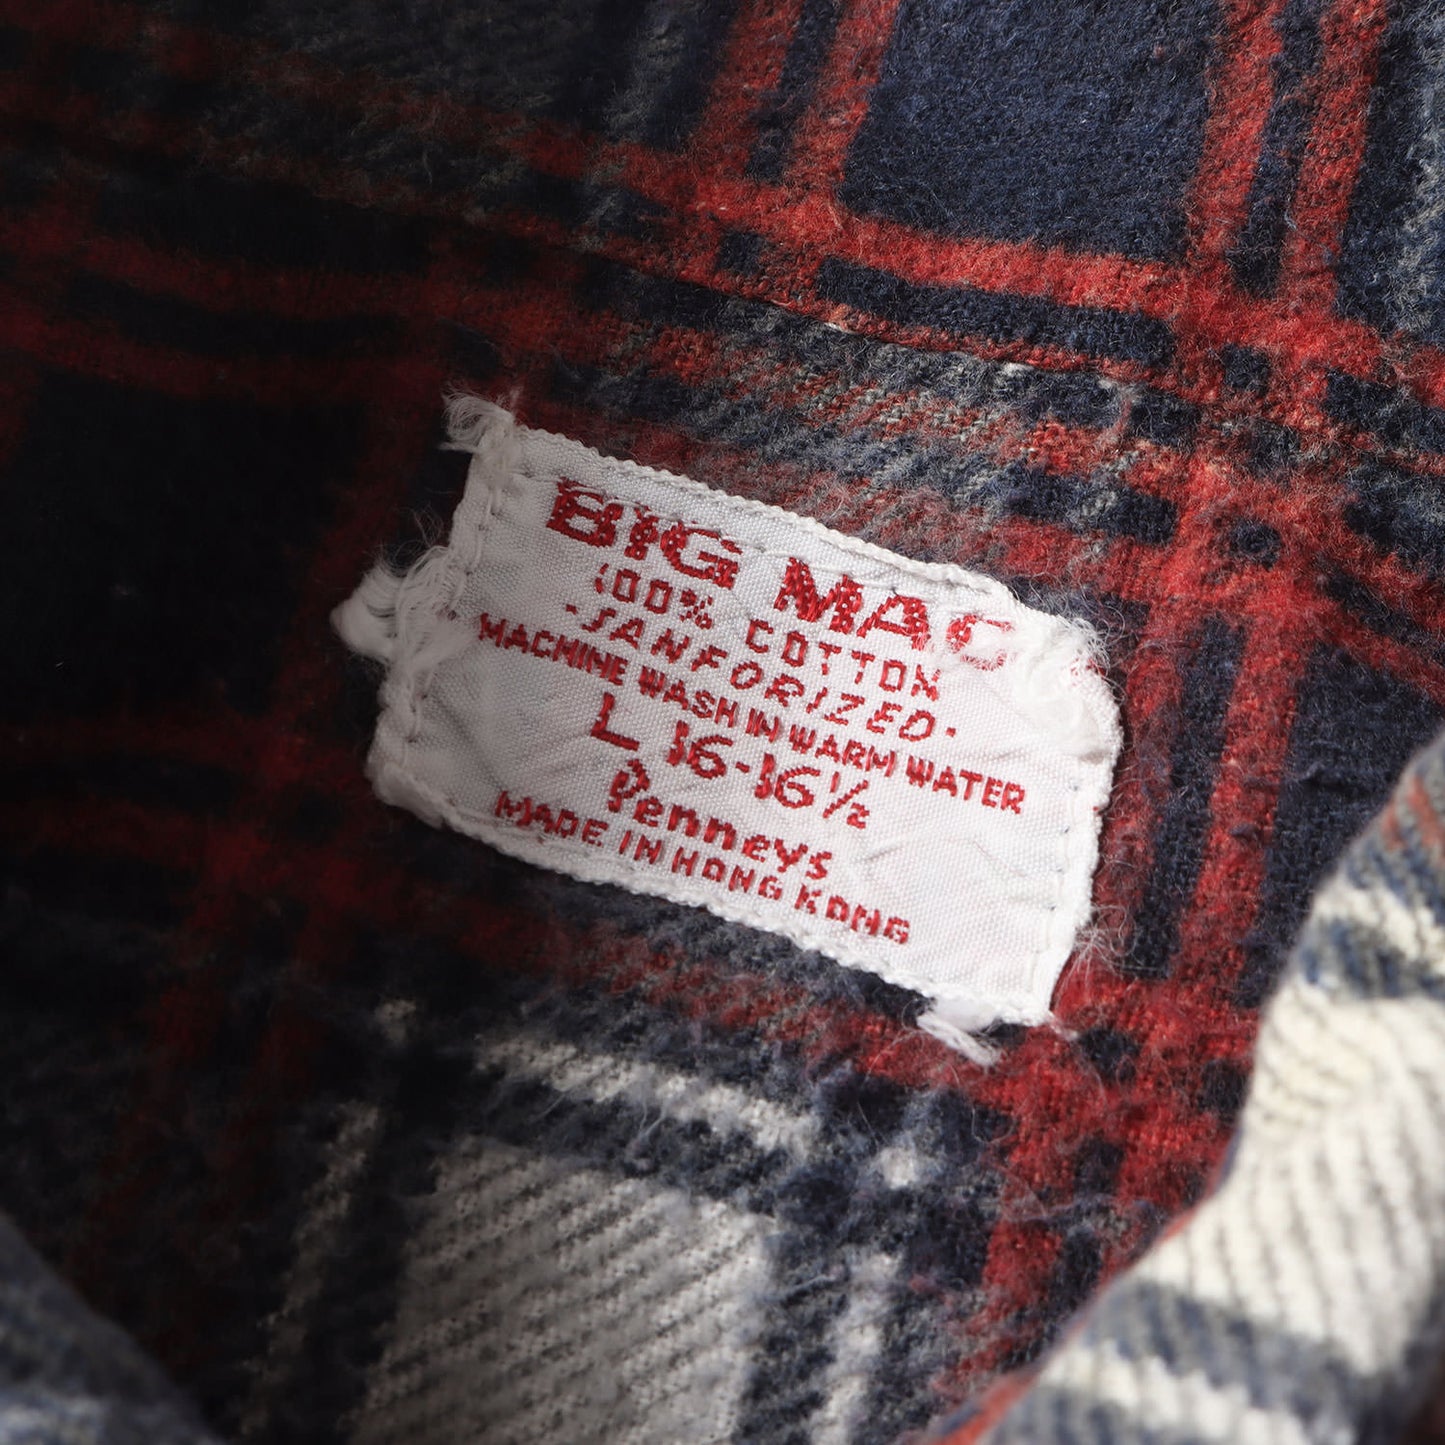 BIG MAC
100% COTTON
·SANFORIZED·
MACHINE WASH IN WARM WATER
L 16-16½
Penneys
MADE IN HONG KONG